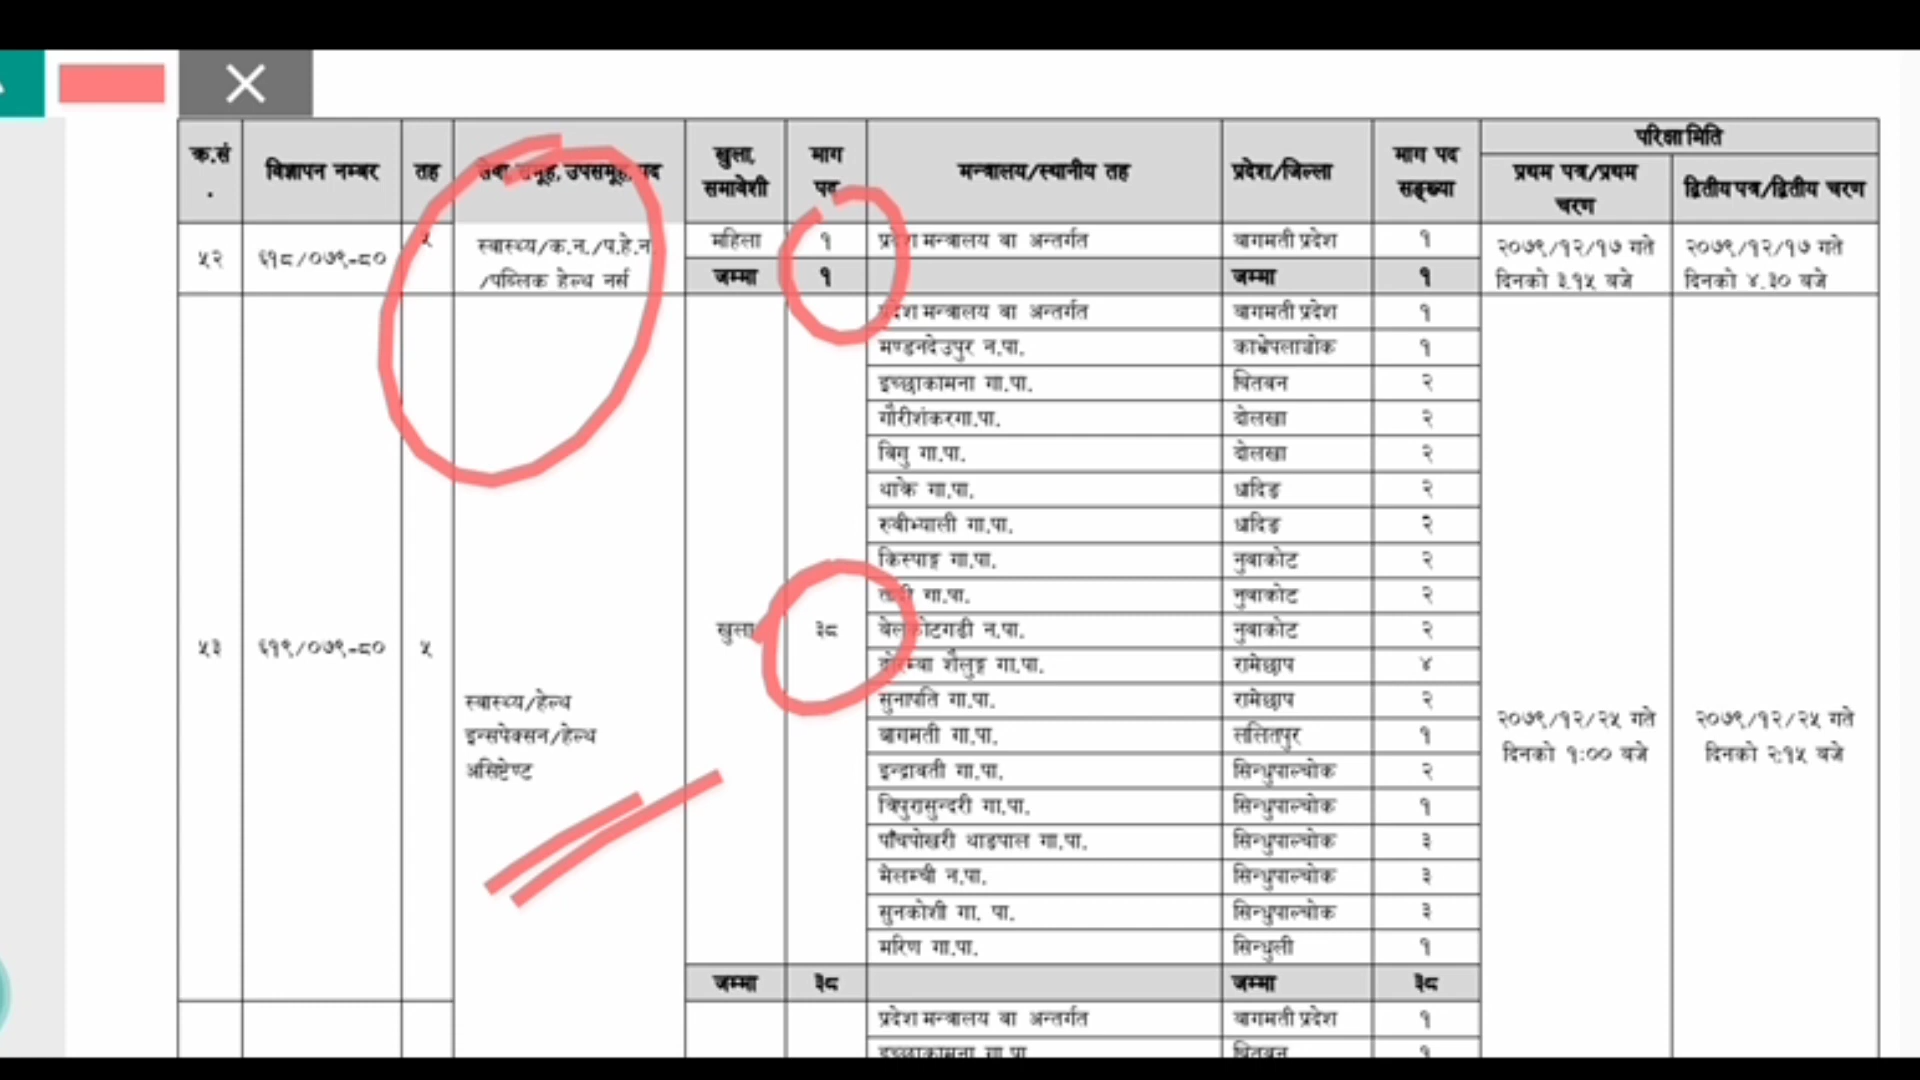 क्र.सं. विज्ञापन नम्बर तह सेवा, समूह, उपसमूह, पद खुला, समावेशी माग पद मन्त्रालय/स्थानीय तह प्रदेश/जिल्ला माग पद सङ्ख्या परिक्षा मिति
प्रथम पत्र/प्रथम चरण द्वितीय पत्र/द्वितीय चरण
५२ ६१८/०७९-८० ५ स्वास्थ्य/क.न./प.हे.न. महिला १ प्रदेश मन्त्रालय वा अन्तर्गत बागमती प्रदेश १ २०७९/१२/१७ गते २०७९/१२/१७ गते
/पब्लिक हेल्थ नर्स जम्मा १ जम्मा १ दिनको ३.१५ बजे दिनको ४.३० बजे
प्रदेश मन्त्रालय वा अन्तर्गत बागमती प्रदेश १
मण्डनदेउपुर न.पा. काभ्रेपलाञ्चोक १
इच्छाकामना गा.पा. चितवन २
गौरीशंकरगा.पा. दोलखा २
विगु गा.पा. दोलखा २
थाक्रे गा.पा. धादिङ २
रुवीभ्याली गा.पा. धादिङ २
किस्पाङ्ग गा.पा. नुवाकोट २
तादी गा.पा. नुवाकोट २
खुला ३८ बेलकोटगढी न.पा. नुवाकोट २
५३ ६१९/०७९-८० ५ दोरम्बा शैलुङ्ग गा.पा. रामेछाप ४
स्वास्थ्य/हेल्थ सुनापति गा.पा. रामेछाप २ २०७९/१२/२५ गते २०७९/१२/२५ गते
इन्सपेक्सन/हेल्थ बागमती गा.पा. ललितपुर १ दिनको १:०० बजे दिनको २:१५ बजे
असिष्टेण्ट इन्द्रावती गा.पा. सिन्धुपाल्चोक २
त्रिपुरासुन्दरी गा.पा. सिन्धुपाल्चोक १
पाँचपोखरी थाङपाल गा.पा. सिन्धुपाल्चोक ३
मेलम्ची न.पा. सिन्धुपाल्चोक ३
सुनकोशी गा. पा. सिन्धुपाल्चोक ३
मरिण गा.पा. सिन्धुली १
जम्मा ३८ जम्मा ३८
प्रदेश मन्त्रालय वा अन्तर्गत बागमती प्रदेश १
इच्छाकामना गा.पा. चितवन १